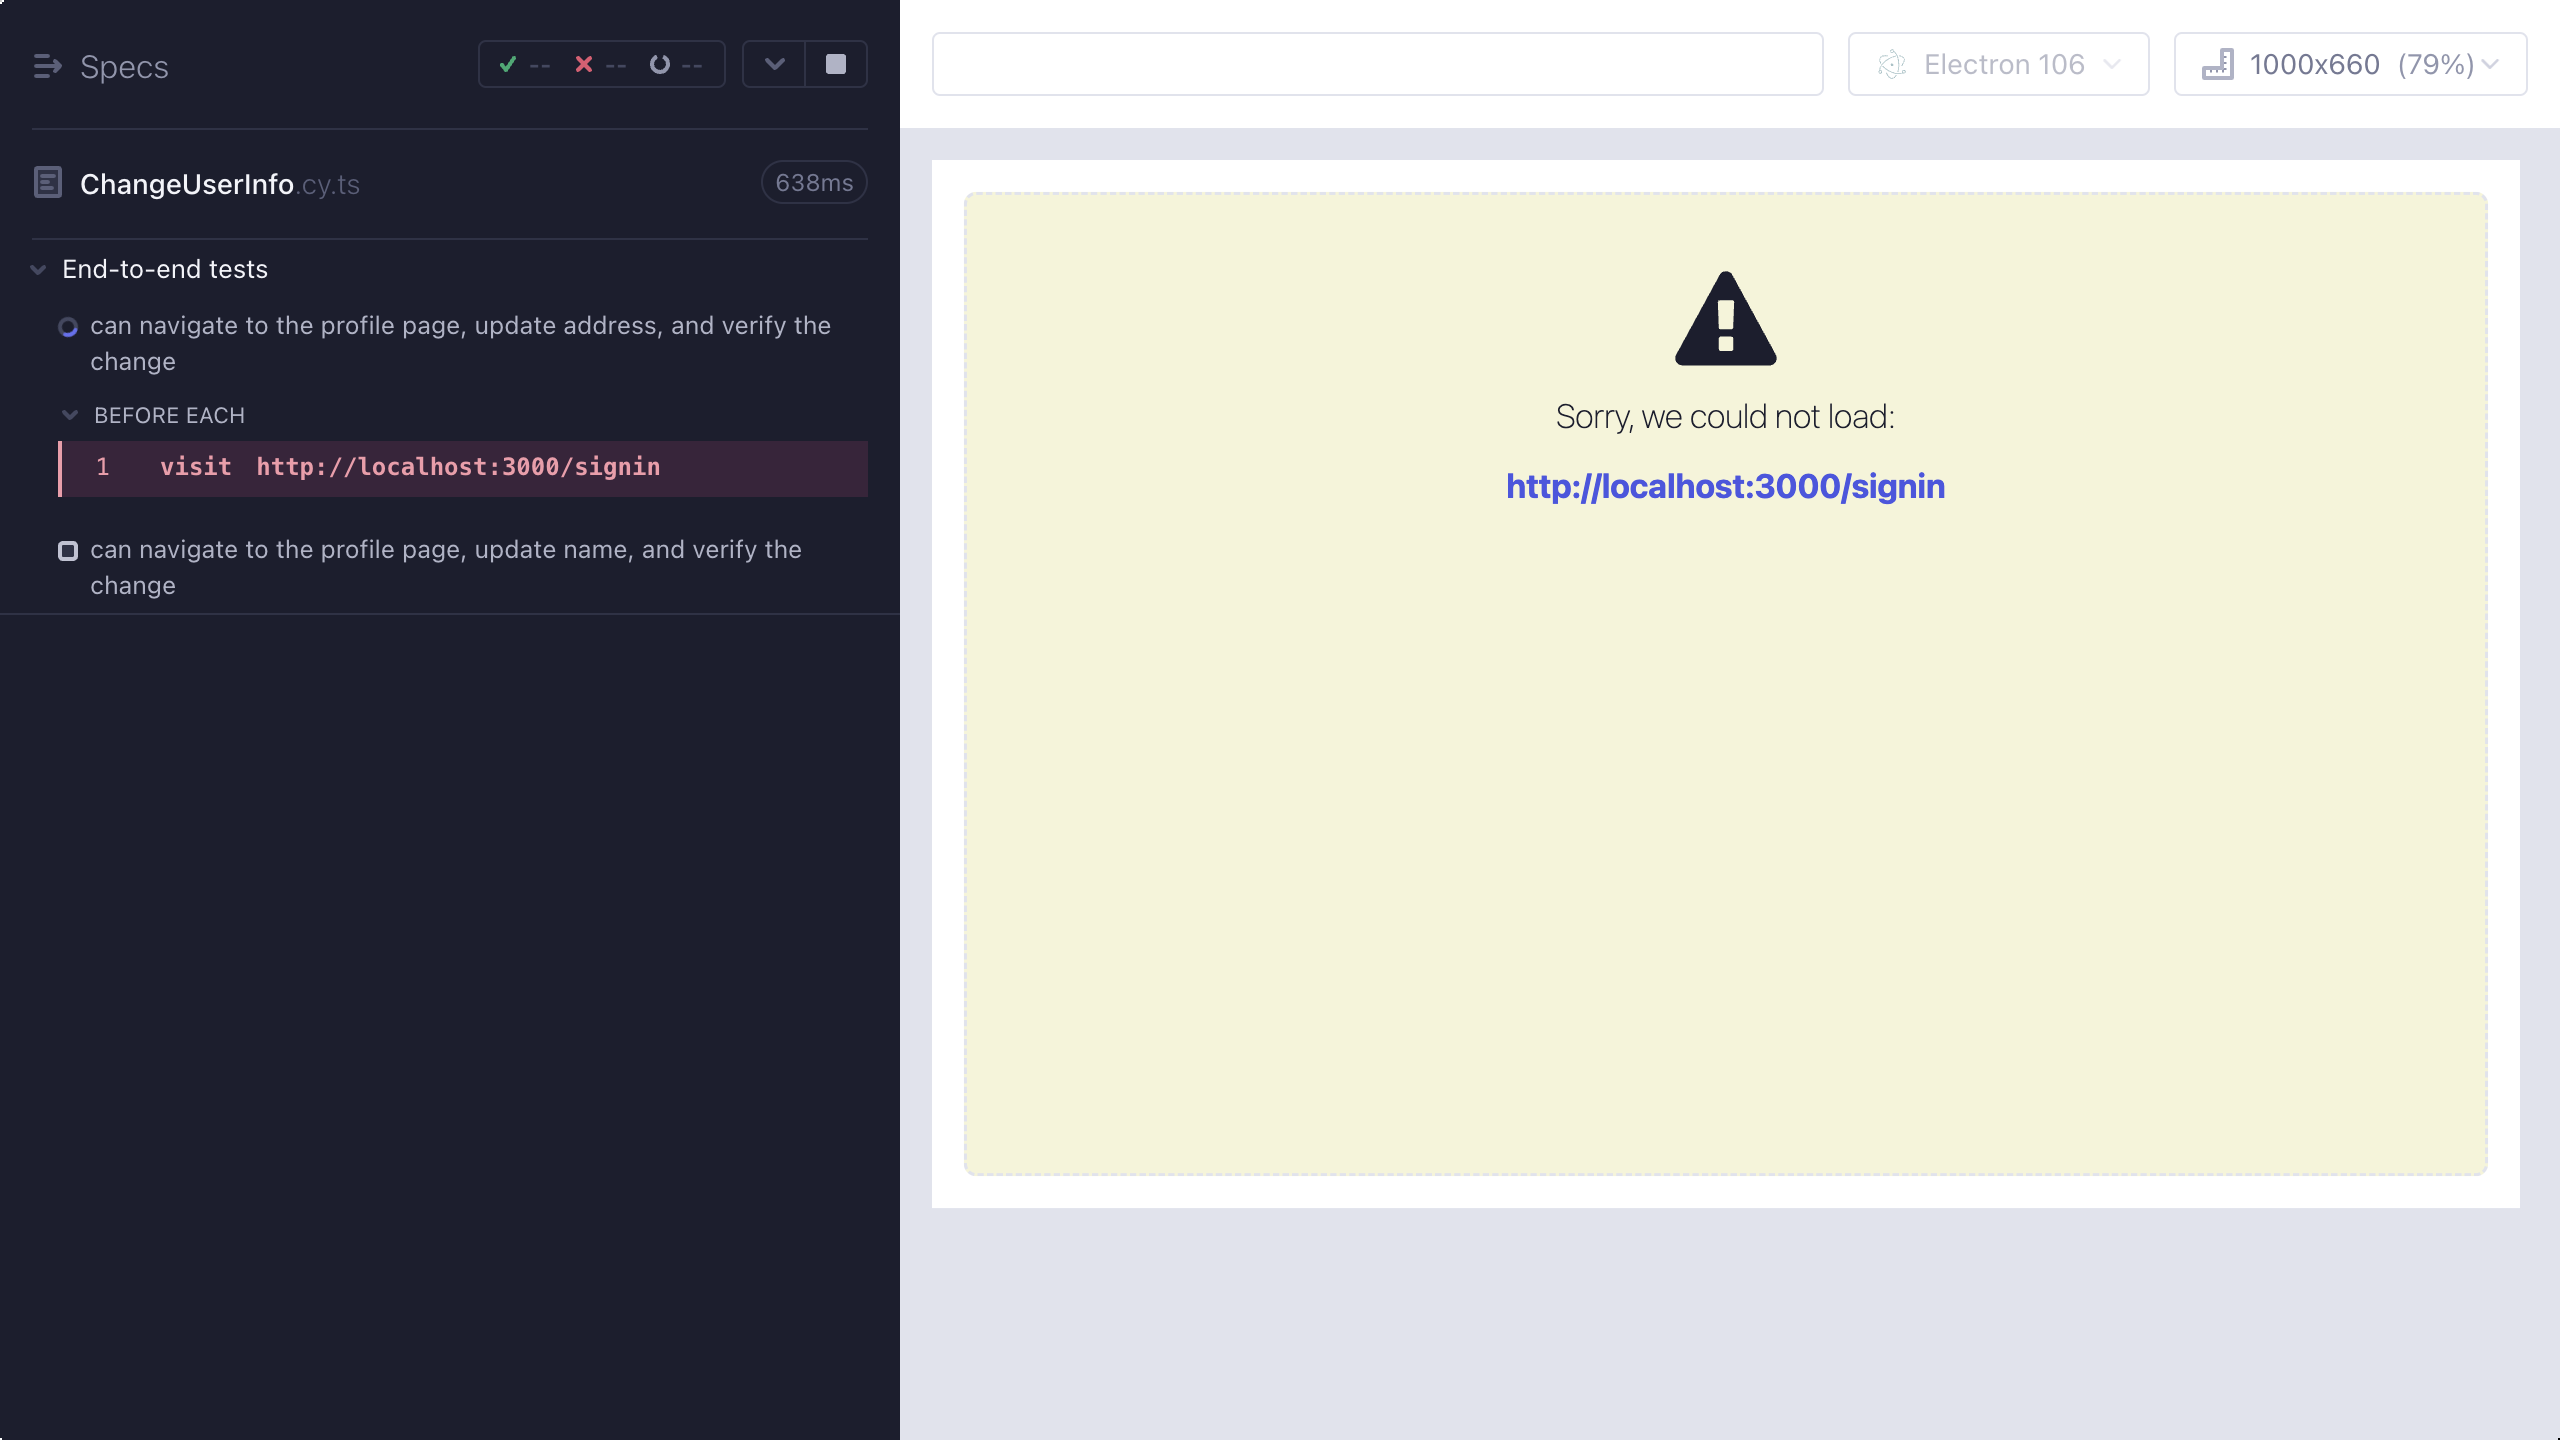 Specs
-- -- --
ChangeUserInfo.cy.ts
638ms
End-to-end tests
can navigate to the profile page, update address, and verify the
change
BEFORE EACH
1 visit http://localhost:3000/signin
can navigate to the profile page, update name, and verify the
change
Electron 106
1000x660 (79%)
Sorry, we could not load:
http://localhost:3000/signin